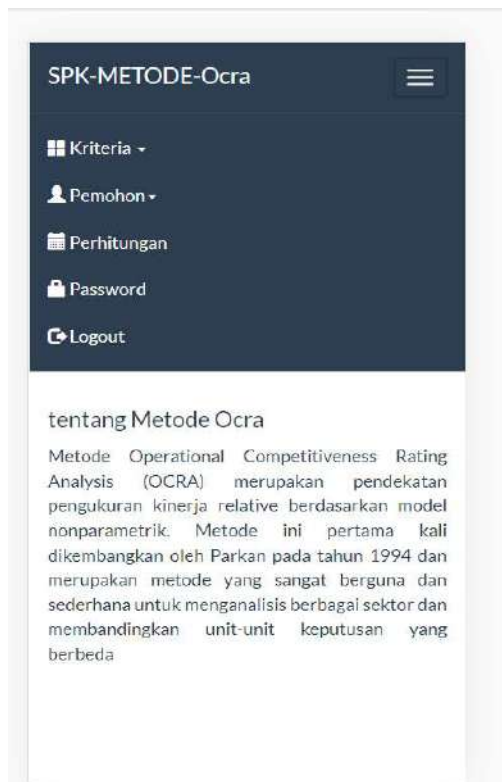 SPK-METODE-Ocra
Kriteria
Pemohon
Perhitungan
Password
Logout
tentang Metode Ocra
Metode Operational Competitiveness Rating
Analysis (OCRA) merupakan pendekatan
pengukuran kinerja relative berdasarkan model
nonparametrik. Metode ini pertama kali
dikembangkan oleh Parkan pada tahun 1994 dan
merupakan metode yang sangat berguna dan
sederhana untuk menganalisis berbagai sektor dan
membandingkan unit-unit keputusan yang
berbeda